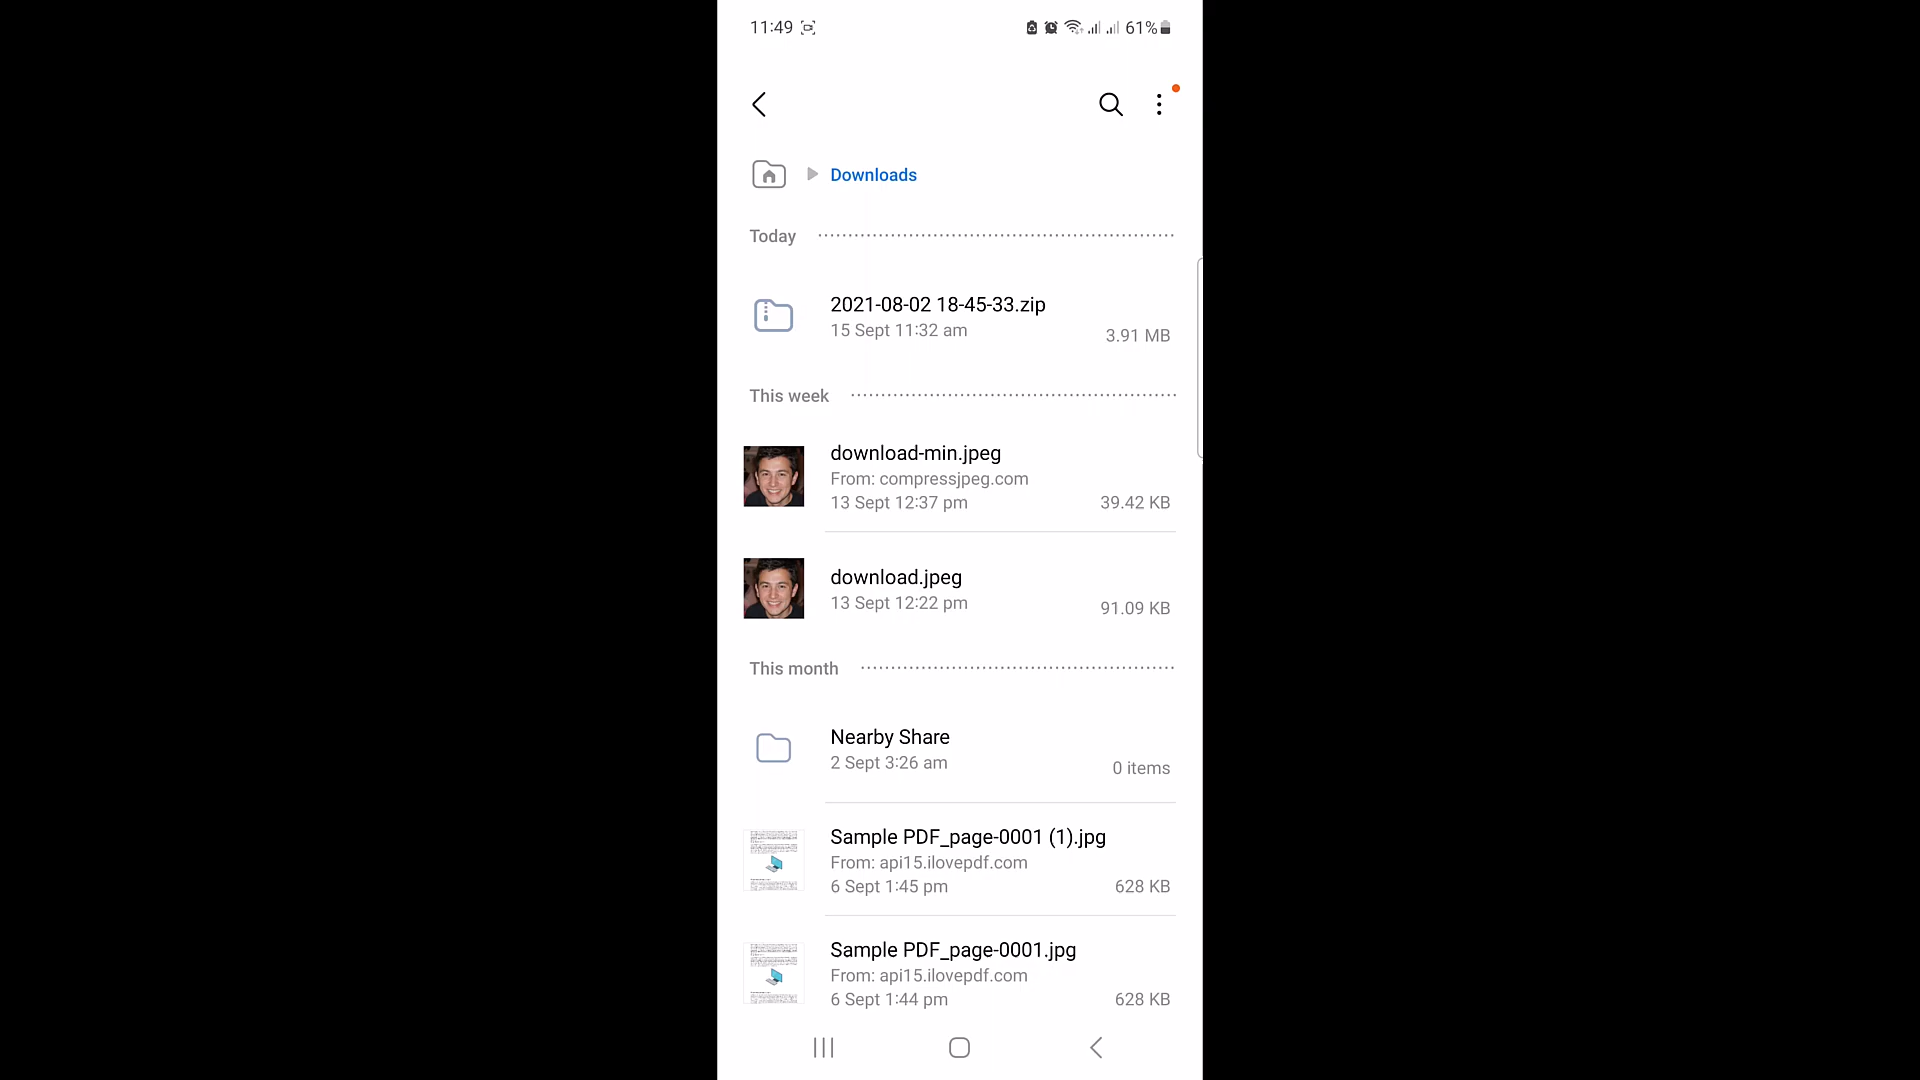 11:49 61%
Downloads
Today
2021-08-02 18-45-33.zip
15 Sept 11:32 am 3.91 MB
This week
download-min.jpeg
From: compressjpeg.com
13 Sept 12:37 pm 39.42 KB
download.jpeg
13 Sept 12:22 pm 91.09 KB
This month
Nearby Share
2 Sept 3:26 am 0 items
Sample PDF_page-0001 (1).jpg
From: api15.ilovepdf.com
6 Sept 1:45 pm 628 KB
Sample PDF_page-0001.jpg
From: api15.ilovepdf.com
6 Sept 1:44 pm 628 KB